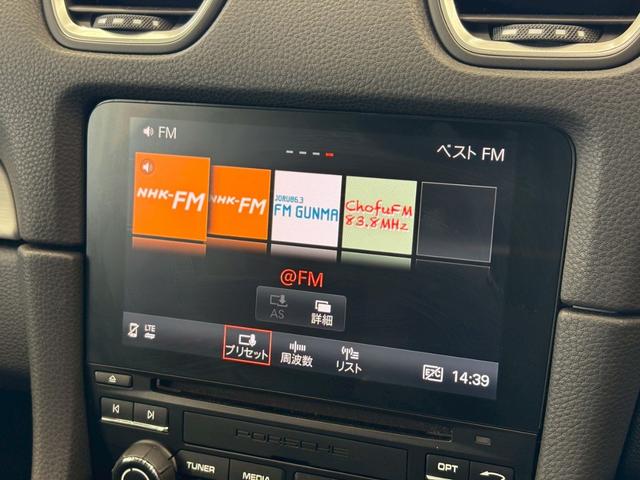 FM
ベスト FM
NHK-FM
NHK-FM
JORU86.3
FM GUNMA
ChofuFM
83.8MHz
@FM
AS
詳細
LTE
プリセット
周波数
リスト
ETC
14:39
PORSCHE
TUNER
MEDIA
OPT